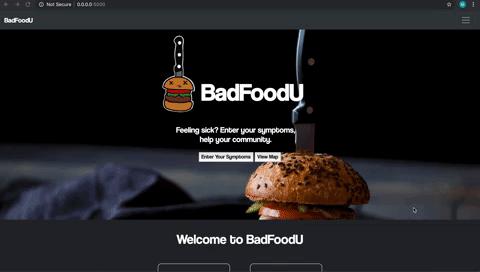 Not Secure | 0.0.0.0:5000
BadFoodU
BadFoodU
Feeling sick? Enter your symptoms,
help your community.
Enter Your Symptoms View Map
Welcome to BadFoodU